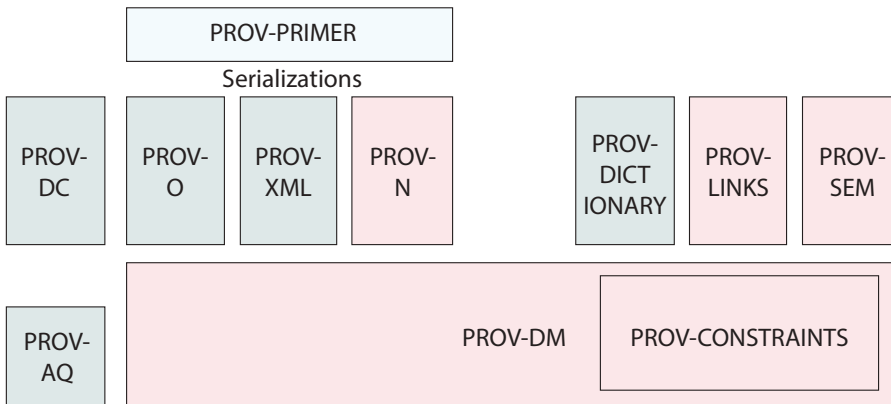 PROV-PRIMER
Serializations
PROV-
DC
PROV-
O
PROV-
XML
PROV-
N
PROV-
DICT
IONARY
PROV-
LINKS
PROV-
SEM
PROV-
AQ
PROV-DM
PROV-CONSTRAINTS